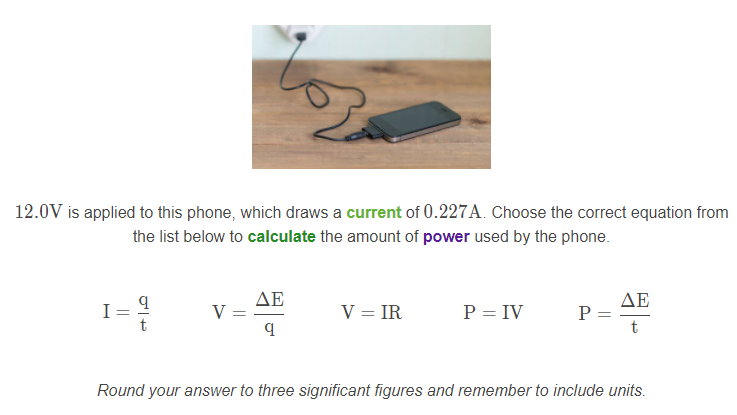 12.0V is applied to this phone, which draws a current of 0.227A. Choose the correct equation from
the list below to calculate the amount of power used by the phone.
I = q/t    V = ΔE/q    V = IR    P = IV    P = ΔE/t
Round your answer to three significant figures and remember to include units.